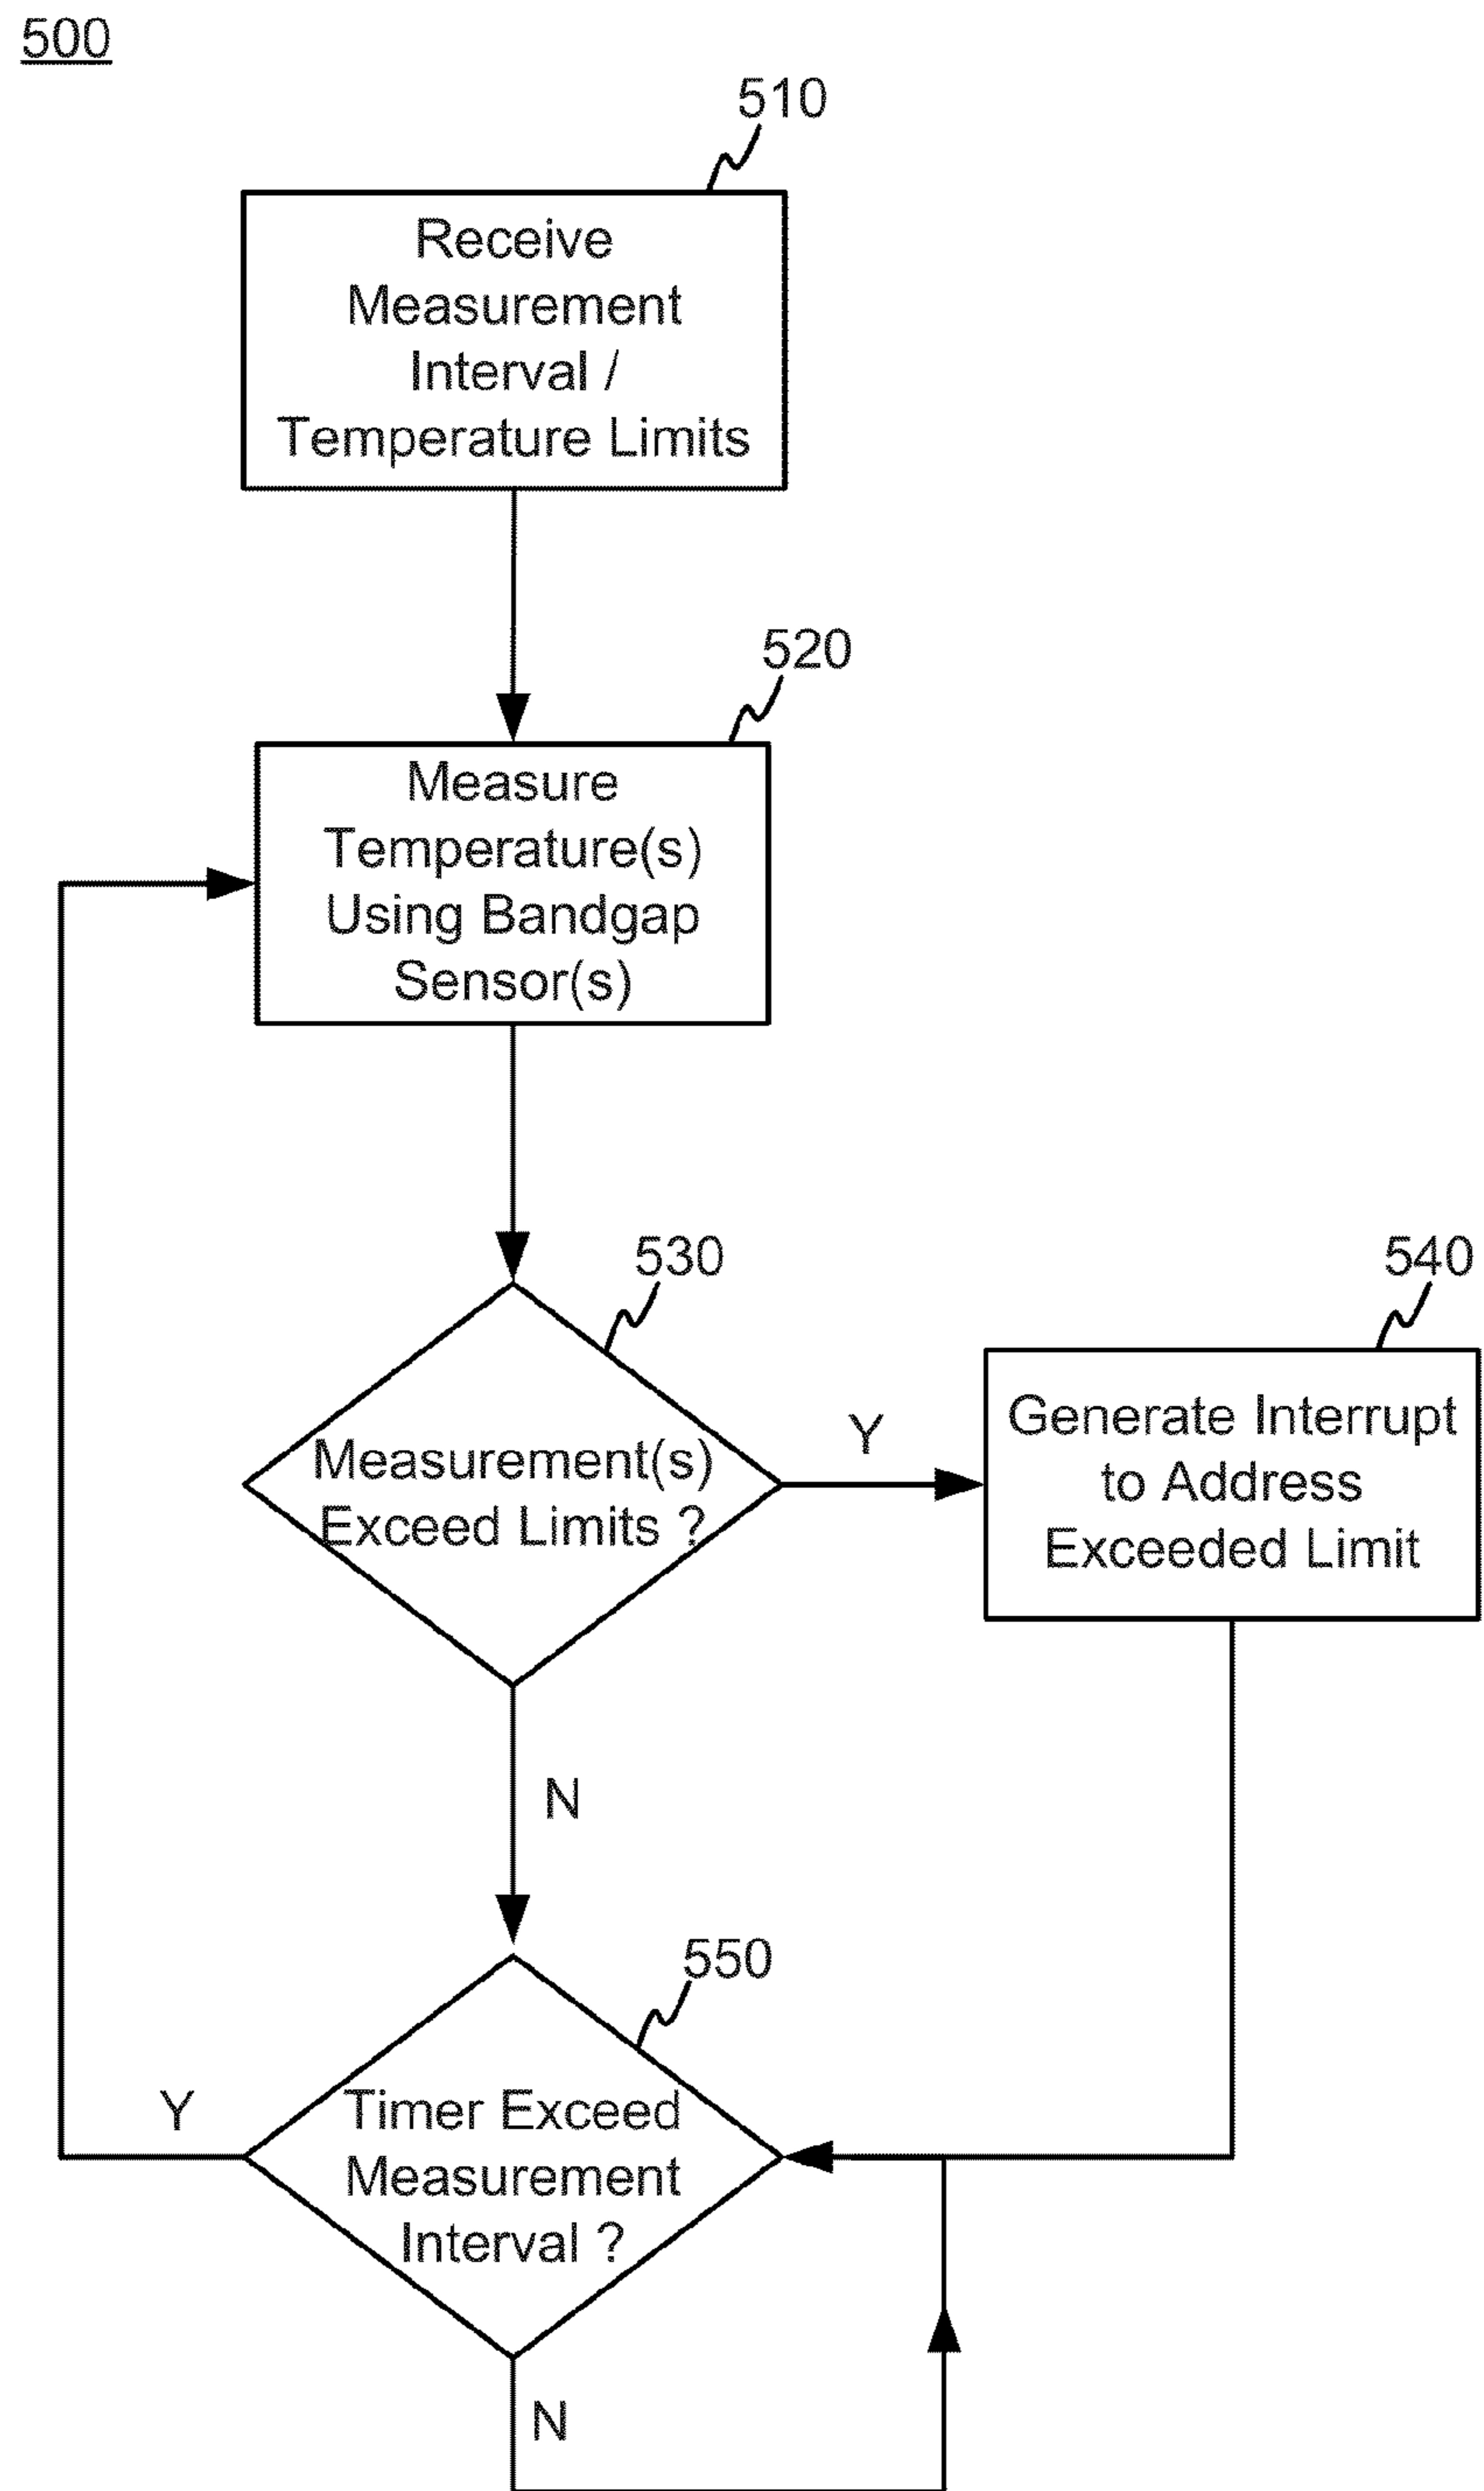 500
510
Receive
Measurement
Interval /
Temperature Limits
520
Measure
Temperature(s)
Using Bandgap
Sensor(s)
530
540
Measurement(s)
Exceed Limits ?
Y
Generate Interrupt
to Address
Exceeded Limit
N
550
Y
Timer Exceed
Measurement
Interval ?
N